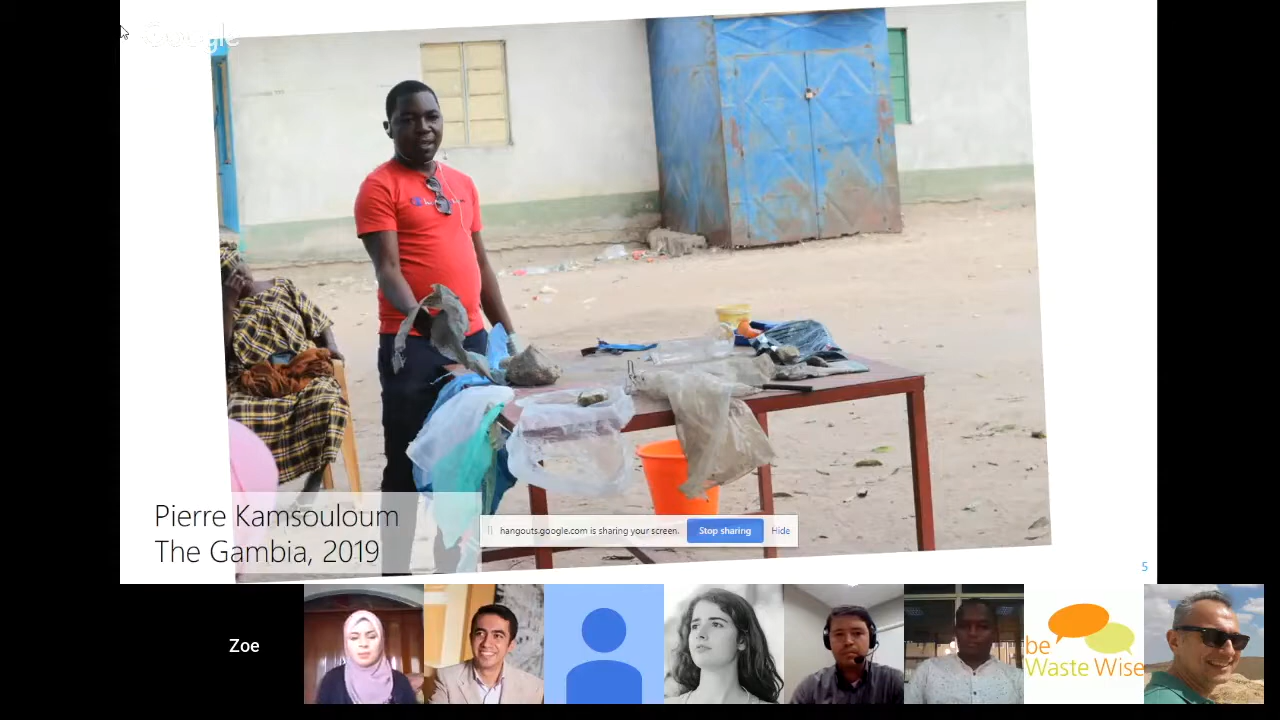 Google
Pierre Kamsouloum
The Gambia, 2019
hangouts.google.com is sharing your screen.
Stop sharing
Hide
5
Zoe
be
Waste Wise